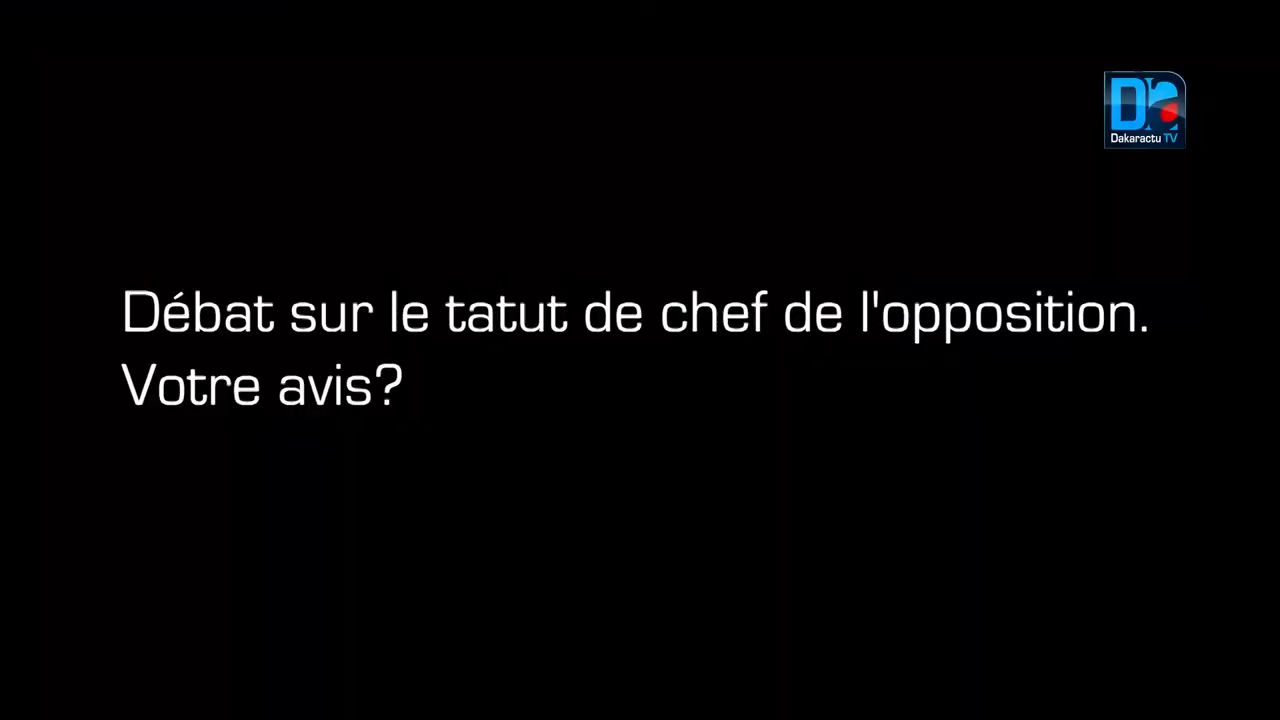 Dakaractu TV
Débat sur le tatut de chef de l'opposition.
Votre avis?